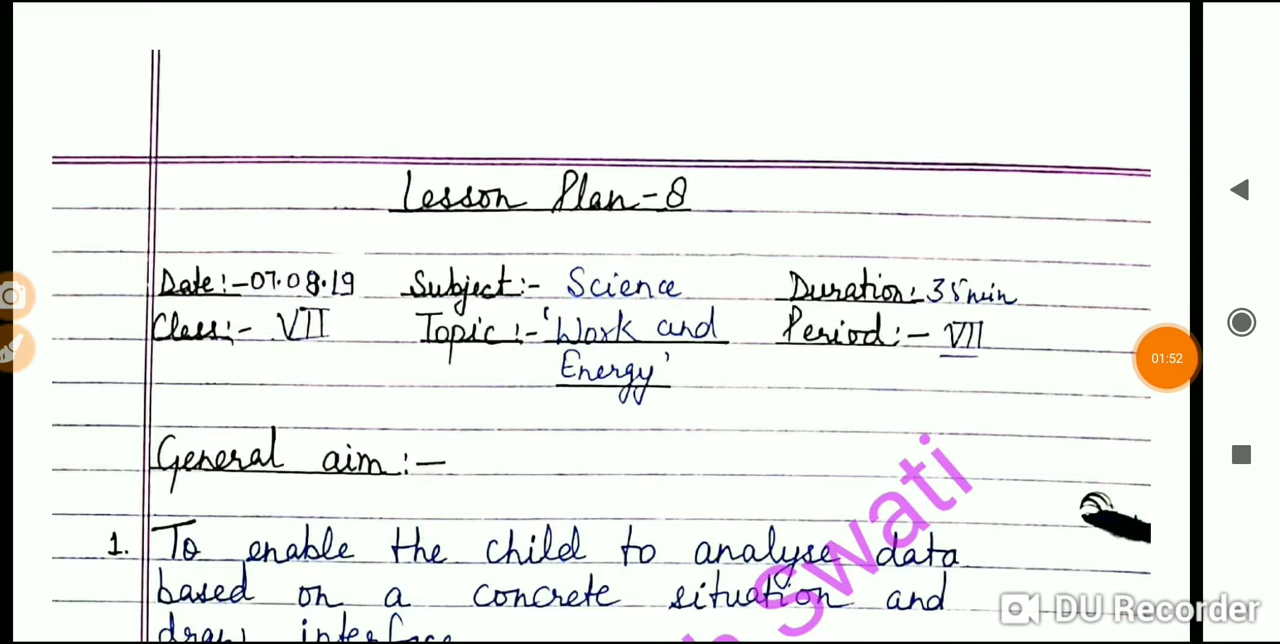 Lesson Plan-8
Date:-07.08.19 Subject:- Science Duration:-35min
Class:- VII Topic:-'Work and Period:- VII
Energy'
General aim:-
1. To enable the child to analyse data
based on a concrete situation and
draw interface
Swati
01:52
DU Recorder